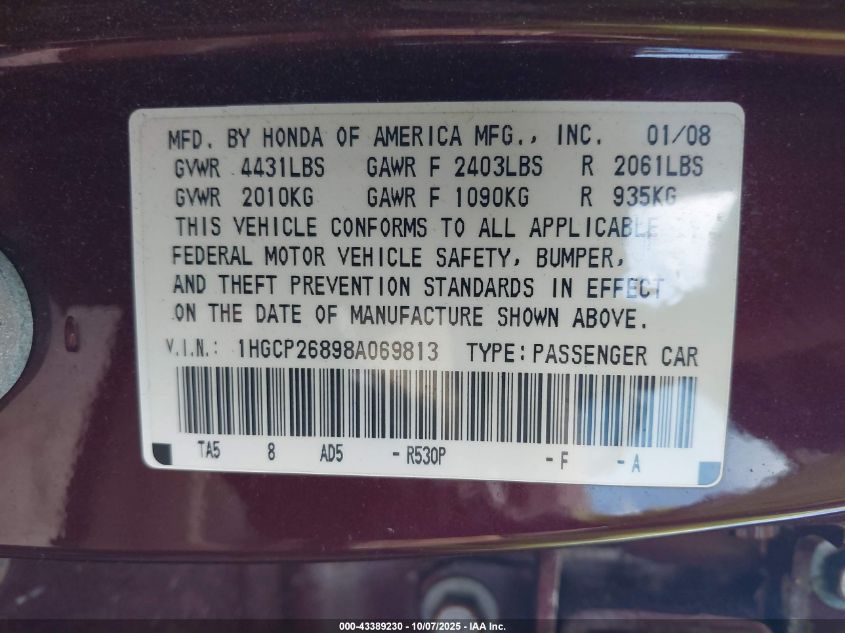 MFD. BY HONDA OF AMERICA MFG., INC. 01/08
GVWR 4431LBS GAWR F 2403LBS R 2061LBS
GVWR 2010KG GAWR F 1090KG R 935KG
THIS VEHICLE CONFORMS TO ALL APPLICABLE
FEDERAL MOTOR VEHICLE SAFETY, BUMPER,
AND THEFT PREVENTION STANDARDS IN EFFECT
ON THE DATE OF MANUFACTURE SHOWN ABOVE.
V.I.N.: 1HGCP26898A069813 TYPE: PASSENGER CAR
TA5 8 AD5 - R530P - F - A
000-43389230 - 10/07/2025 - IAA Inc.